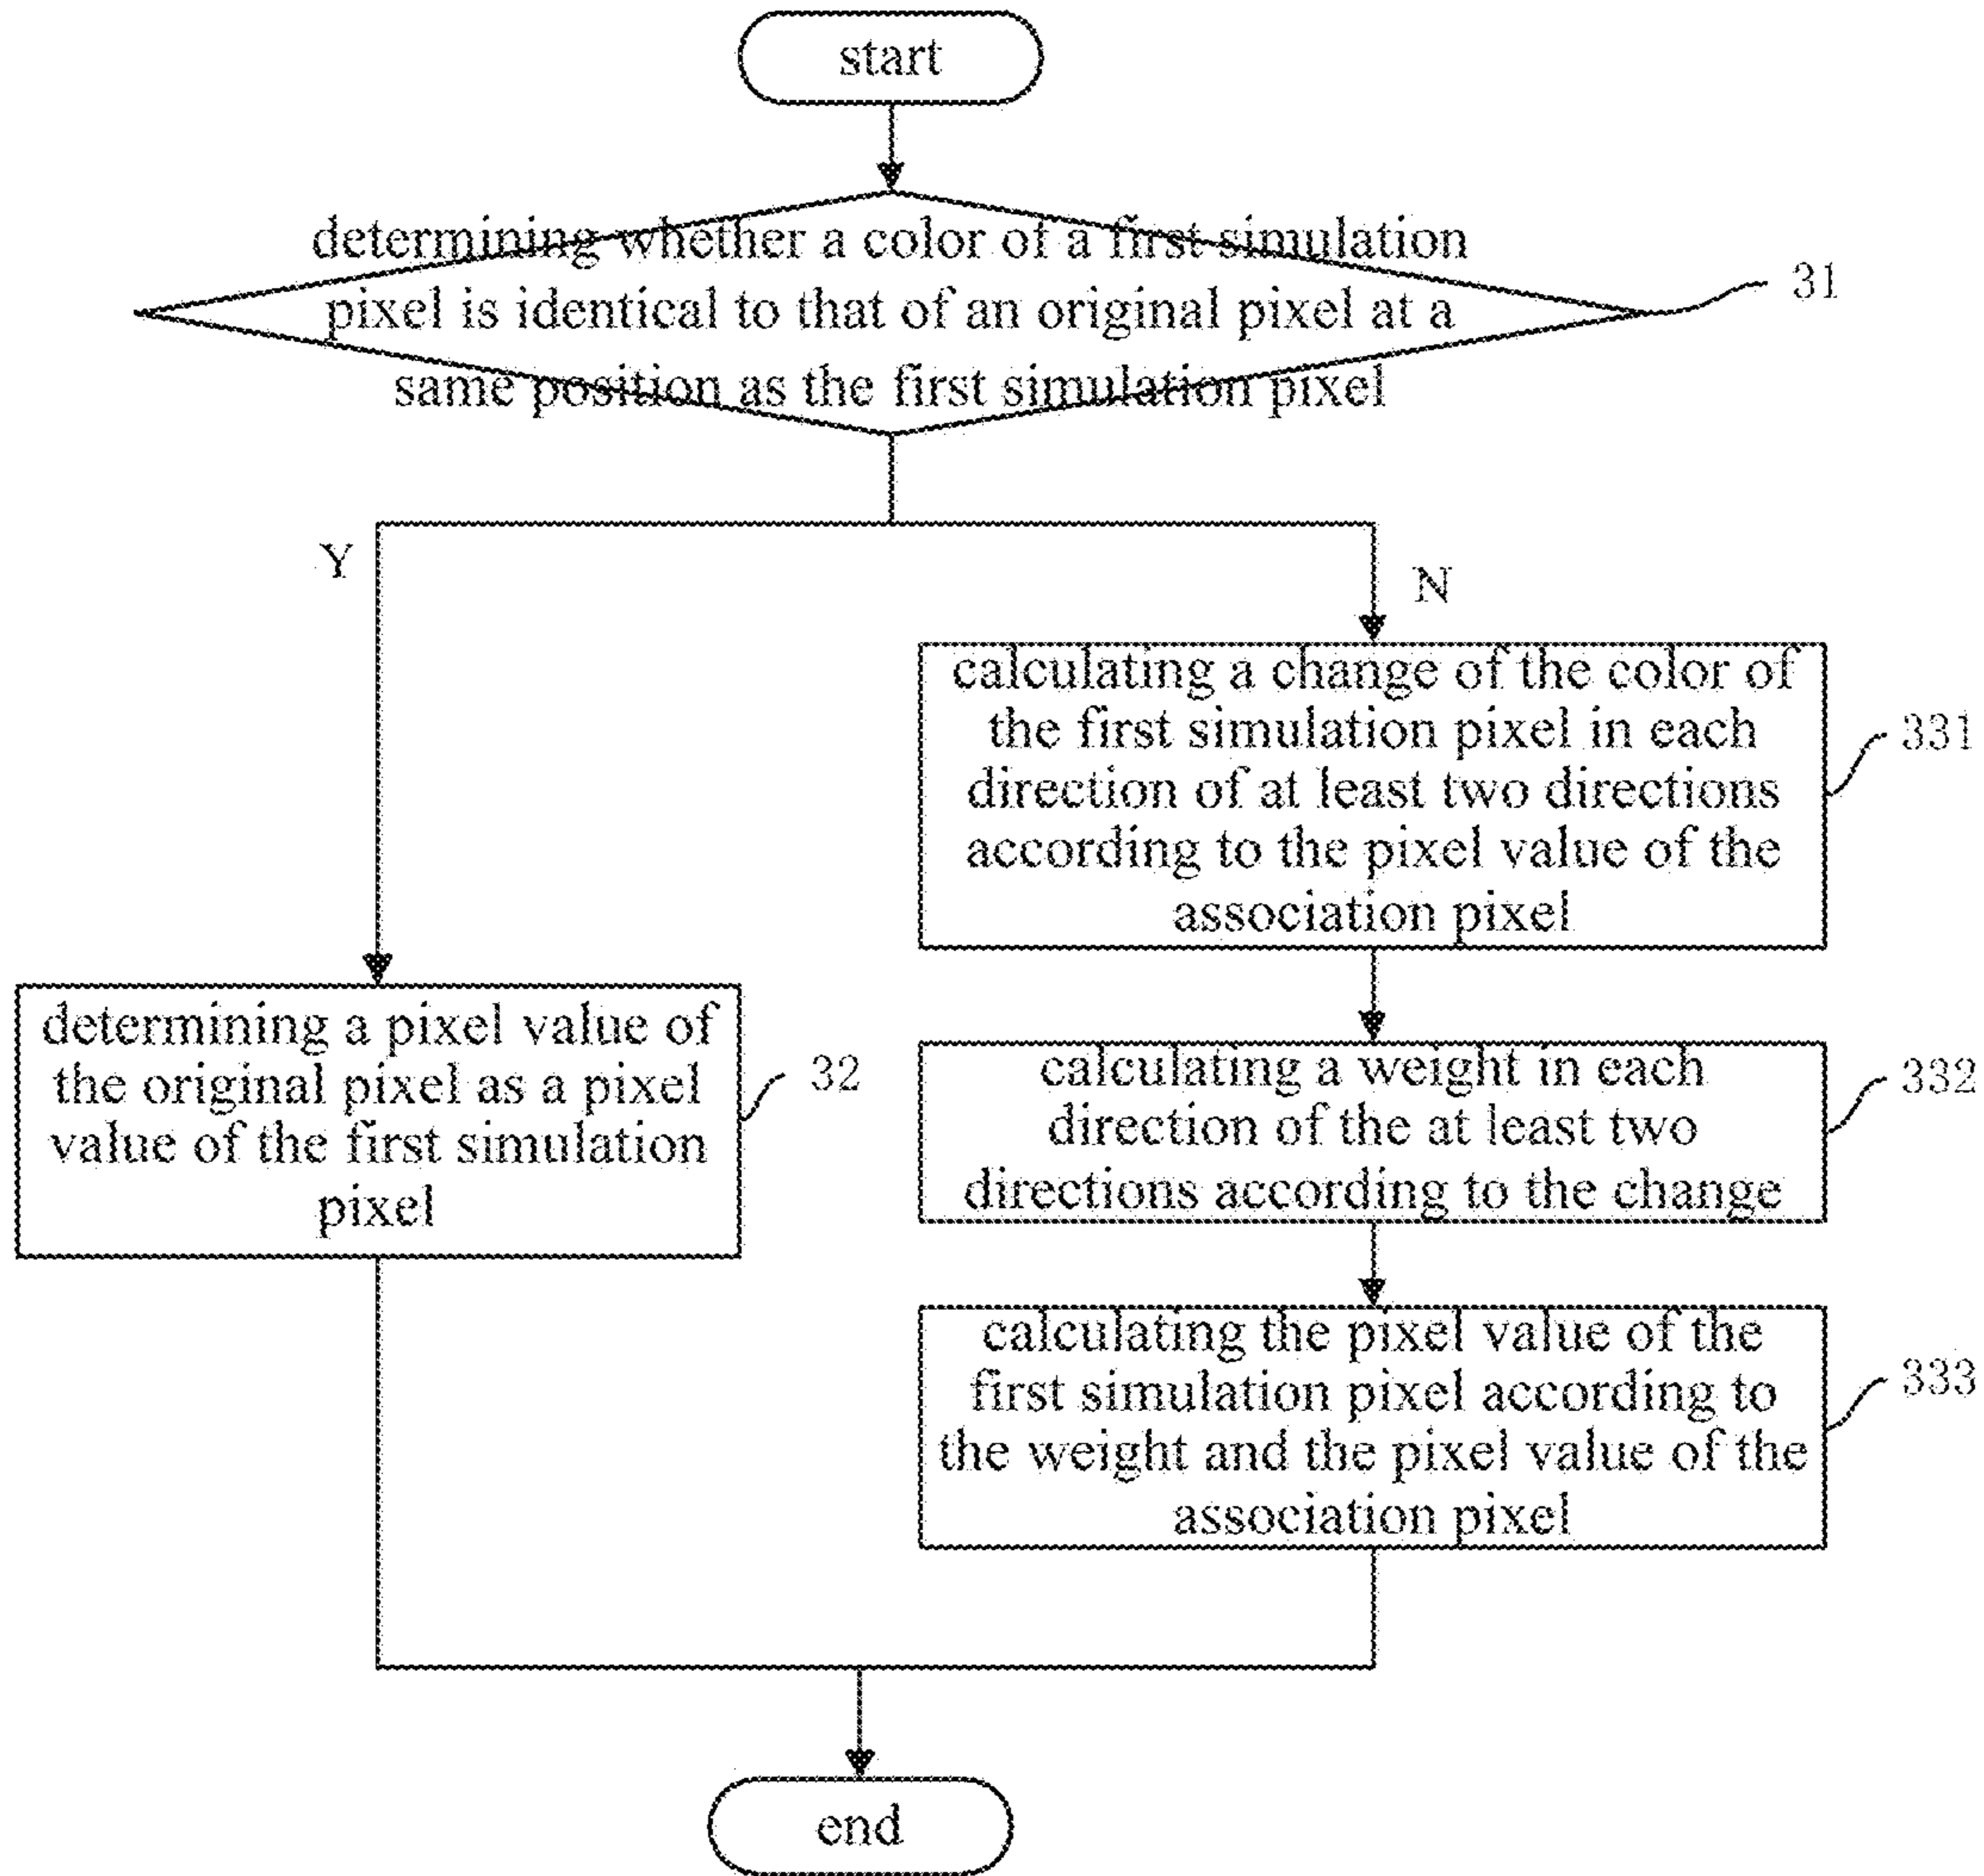 start
determining whether a color of a first simulation
pixel is identical to that of an original pixel at a
same position as the first simulation pixel
31
Y
N
calculating a change of the color of
the first simulation pixel in each
direction of at least two directions
according to the pixel value of the
association pixel
331
determining a pixel value of
the original pixel as a pixel
value of the first simulation
pixel
32
calculating a weight in each
direction of the at least two
directions according to the change
332
calculating the pixel value of the
first simulation pixel according to
the weight and the pixel value of the
association pixel
333
end